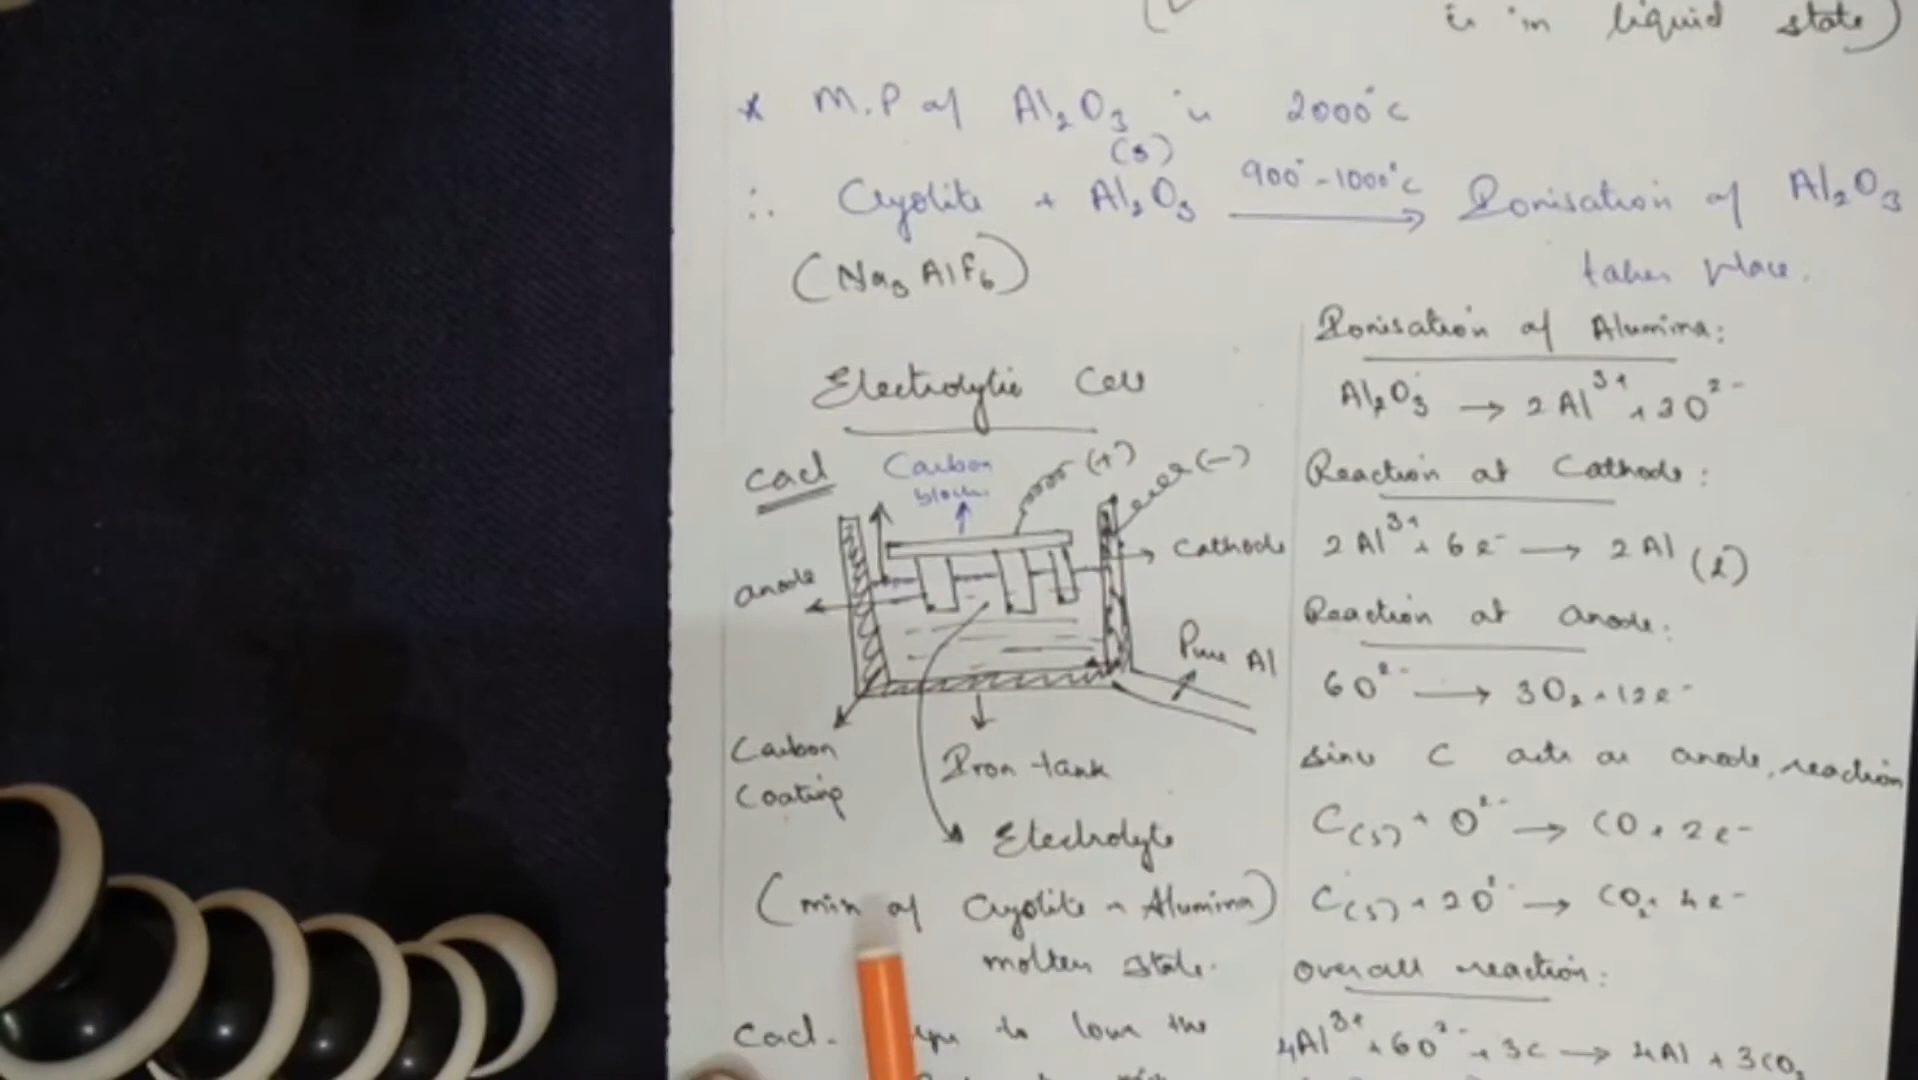 is in liquid state)
* M.P of Al₂O₃ is 2000°C
(s)
∴ Cryolite + Al₂O₃ 900°-1000°C → Ionisation of Al₂O₃
(Na₃AlF₆) takes place.
Electrolytic Cell
cacl
Carbon
block
(+)
(-)
anode
Cathode
Pure Al
Carbon
Coating
Iron tank
Electrolyte
(mix of Cryolite + Alumina)
molten state.
Cacl. to lower the
Ionisation of Alumina:
Al₂O₃ → 2Al³⁺ + 3O²⁻
Reaction at Cathode:
2Al³⁺ + 6e⁻ → 2Al (l)
Reaction at anode:
6O²⁻ → 3O₂ + 12e⁻
since C acts as anode, reaction
C(s) + O²⁻ → CO + 2e⁻
C(s) + 2O²⁻ → CO₂ + 4e⁻
Overall reaction:
4Al³⁺ + 6O²⁻ + 3C → 4Al + 3CO₂